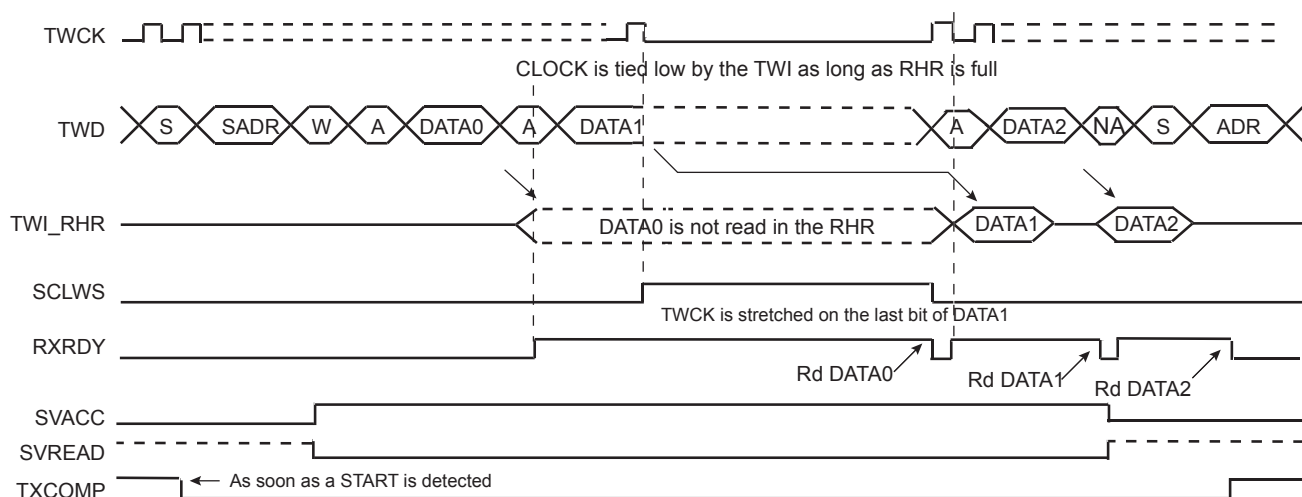 TWCK
CLOCK is tied low by the TWI as long as RHR is full
TWD
S SADR W A DATA0 A DATA1 A DATA2 NA S ADR
TWI_RHR
DATA0 is not read in the RHR DATA1 DATA2
SCLWS
TWCK is stretched on the last bit of DATA1
RXRDY
Rd DATA0 Rd DATA1 Rd DATA2
SVACC
SVREAD
As soon as a START is detected
TXCOMP